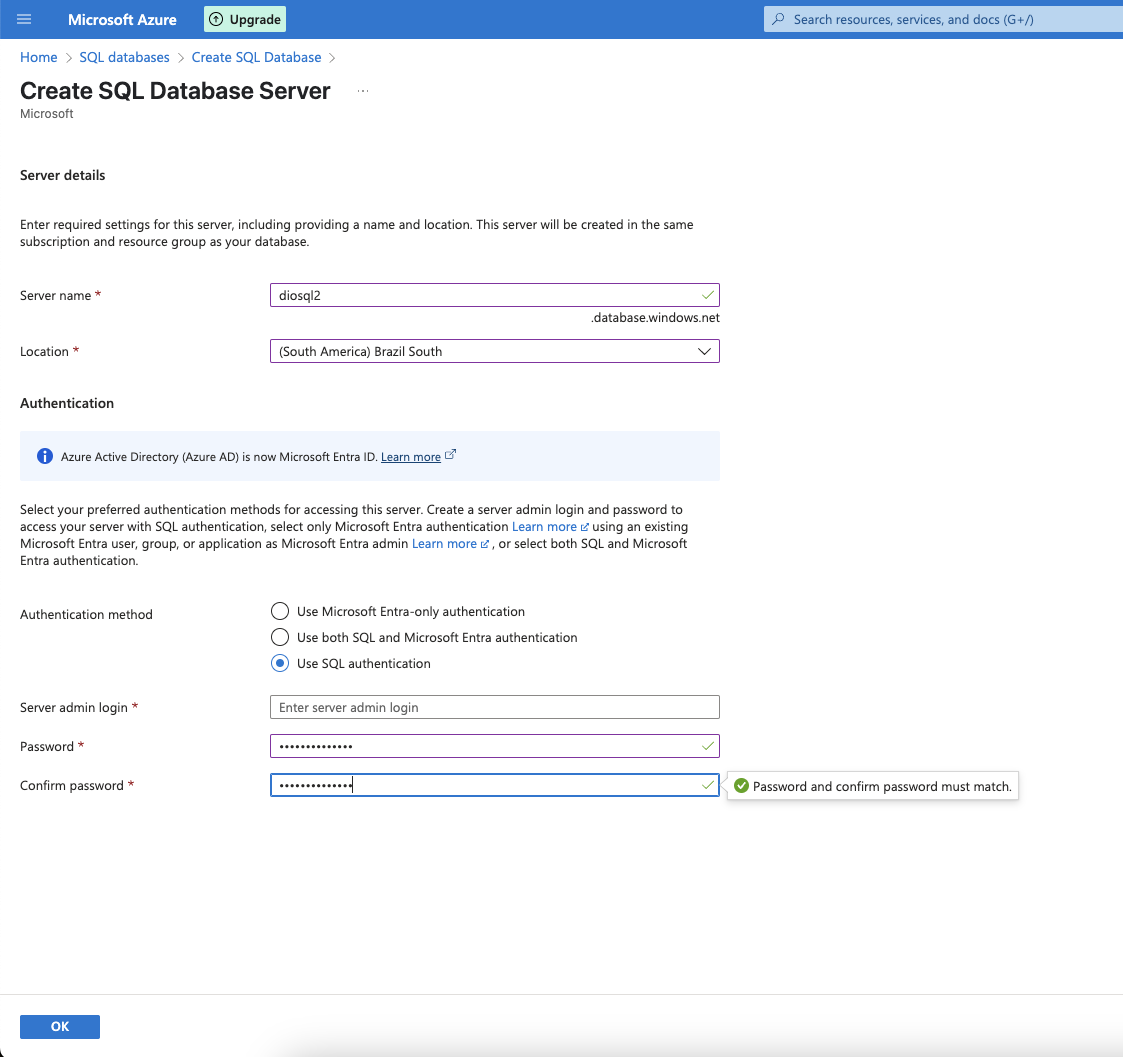 Microsoft Azure
Upgrade
Search resources, services, and docs (G+/)
Home > SQL databases > Create SQL Database >
Create SQL Database Server ...
Microsoft
Server details
Enter required settings for this server, including providing a name and location. This server will be created in the same
subscription and resource group as your database.
Server name *
diosql2
.database.windows.net
Location *
(South America) Brazil South
Authentication
Azure Active Directory (Azure AD) is now Microsoft Entra ID. Learn more
Select your preferred authentication methods for accessing this server. Create a server admin login and password to
access your server with SQL authentication, select only Microsoft Entra authentication Learn more using an existing
Microsoft Entra user, group, or application as Microsoft Entra admin Learn more , or select both SQL and Microsoft
Entra authentication.
Authentication method
Use Microsoft Entra-only authentication
Use both SQL and Microsoft Entra authentication
Use SQL authentication
Server admin login *
Enter server admin login
Password *
••••••••••••••
Confirm password *
••••••••••••••
Password and confirm password must match.
OK